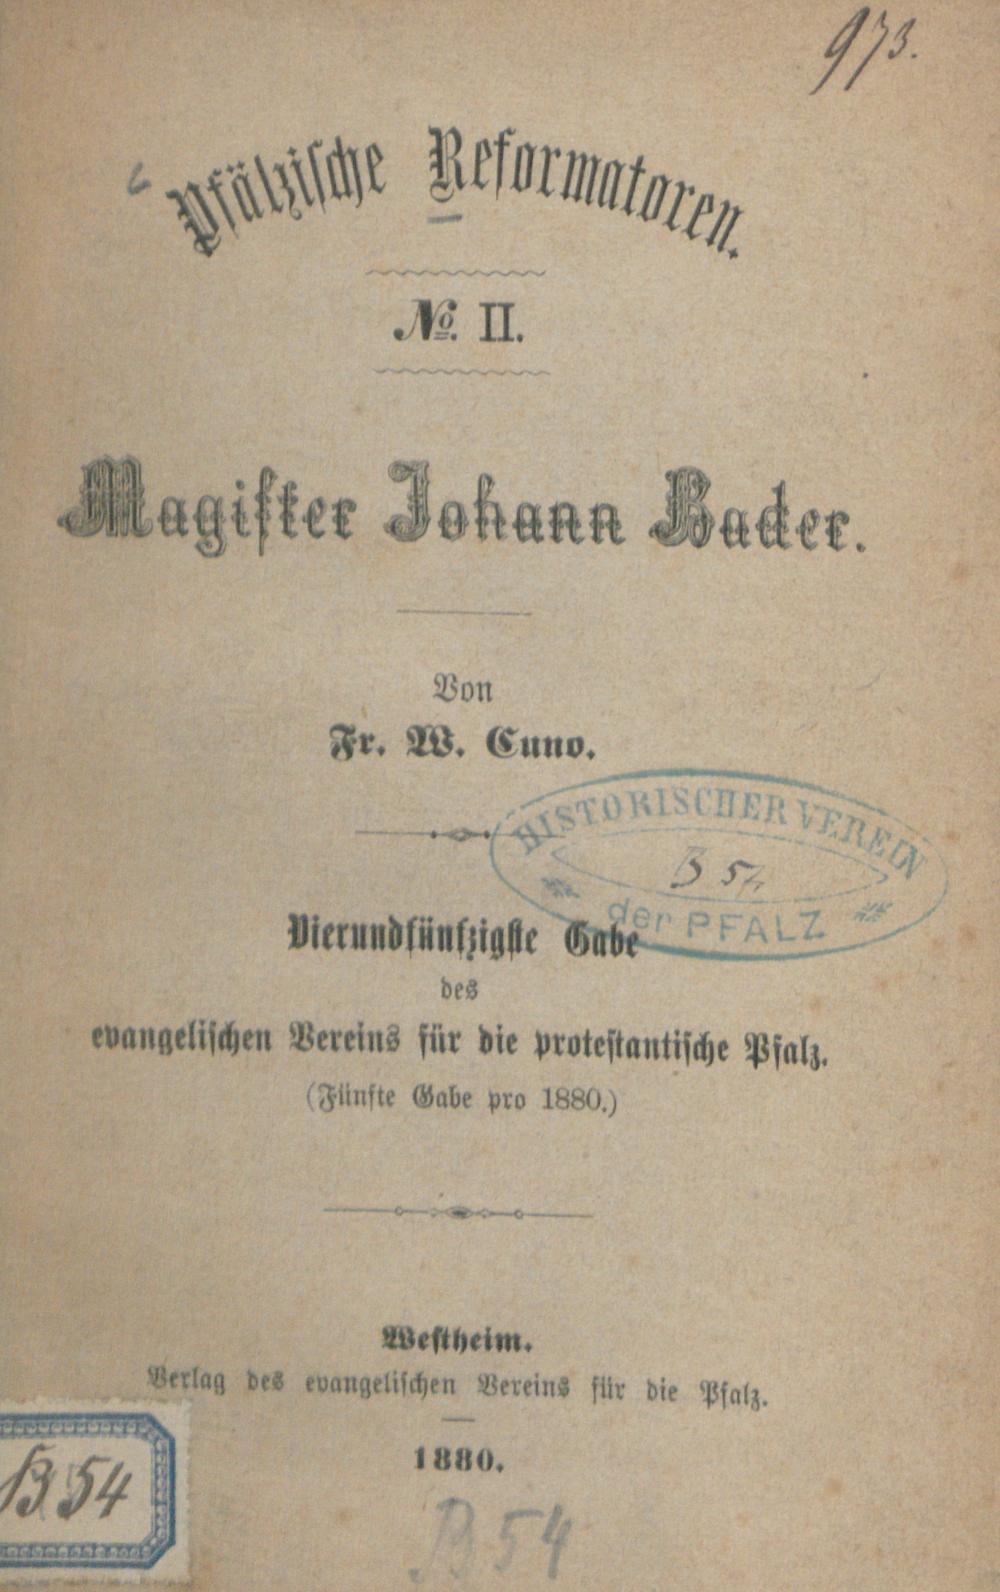 973.
Pfälzische Reformatoren.
No. II.
Magister Johann Bader.
Von
Fr. W. Cuno.
HISTORISCHER VEREIN
B 54
der PFALZ
Vierundfünfzigste Gabe
des
evangelischen Vereins für die protestantische Pfalz.
(Fünfte Gabe pro 1880.)
Westheim.
Verlag des evangelischen Vereins für die Pfalz.
1880.
B 54
B 54